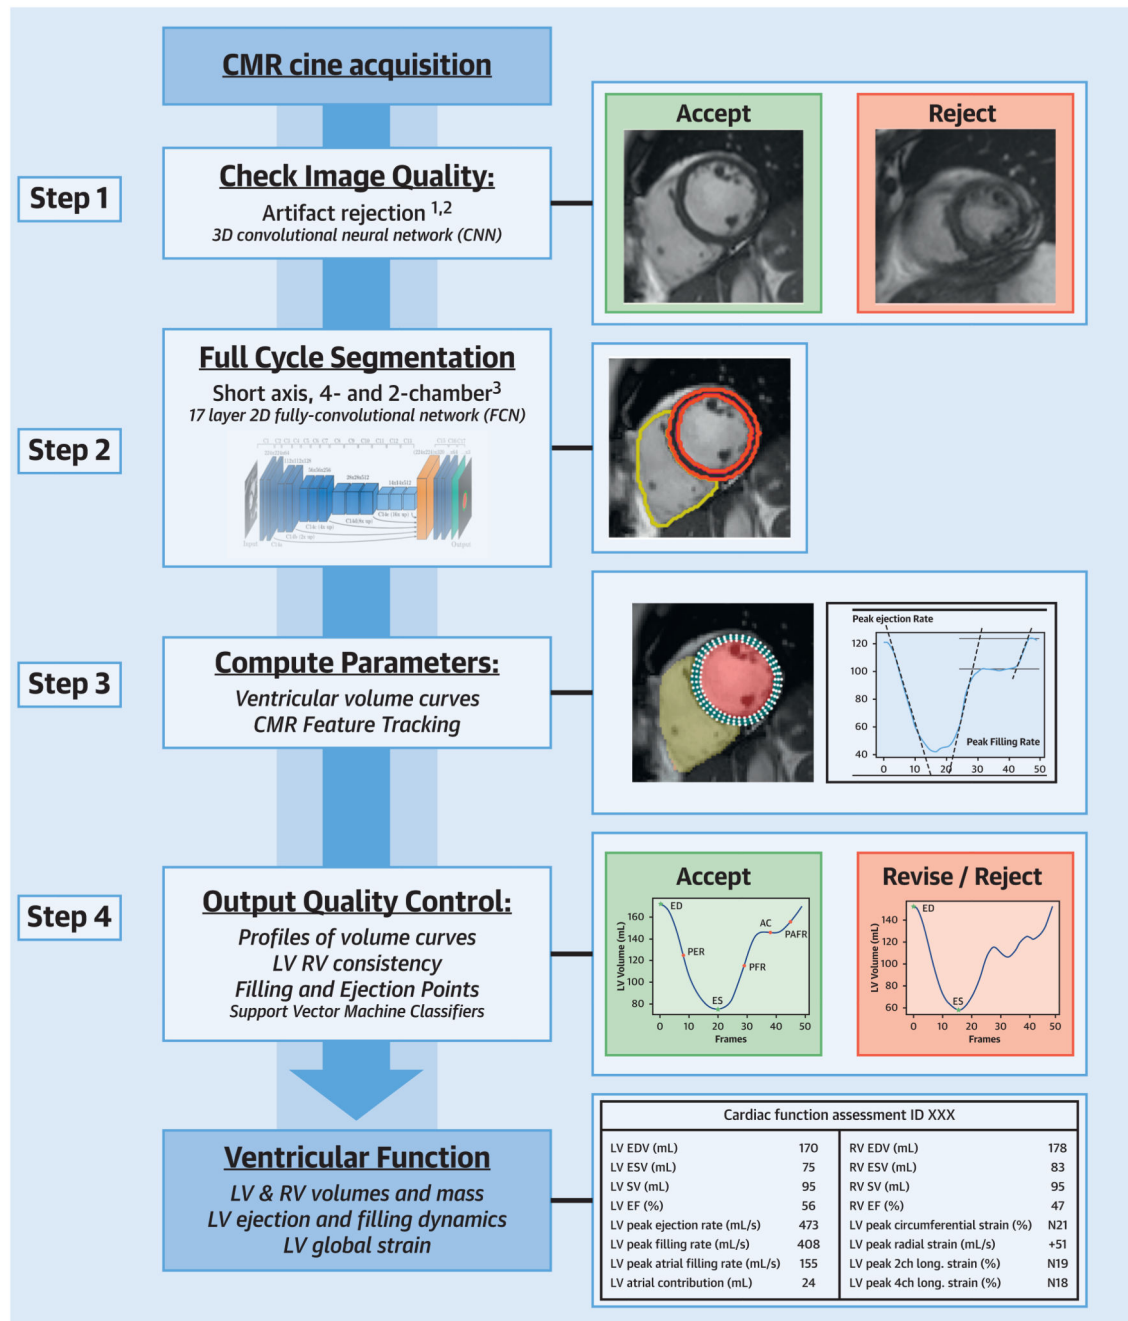 CMR cine acquisition
Step 1
Check Image Quality:
Artifact rejection 1,2
3D convolutional neural network (CNN)
Accept
Reject
Step 2
Full Cycle Segmentation
Short axis, 4- and 2-chamber3
17 layer 2D fully-convolutional network (FCN)
Input
Output
Step 3
Compute Parameters:
Ventricular volume curves
CMR Feature Tracking
Peak ejection Rate
120
100
80
60
40
Peak Filling Rate
0 10 20 30 40 50
Step 4
Output Quality Control:
Profiles of volume curves
LV RV consistency
Filling and Ejection Points
Support Vector Machine Classifiers
Accept
LV Volume (mL)
160
140
120
100
80
ED
PER
ES
PFR
AC
PAFR
0 10 20 30 40 50
Frames
Revise / Reject
LV Volume (mL)
140
120
100
80
60
ED
ES
0 10 20 30 40 50
Frames
Ventricular Function
LV & RV volumes and mass
LV ejection and filling dynamics
LV global strain
Cardiac function assessment ID XXX
LV EDV (mL) 170 RV EDV (mL) 178
LV ESV (mL) 75 RV ESV (mL) 83
LV SV (mL) 95 RV SV (mL) 95
LV EF (%) 56 RV EF (%) 47
LV peak ejection rate (mL/s) 473 LV peak circumferential strain (%) N21
LV peak filling rate (mL/s) 408 LV peak radial strain (mL/s) +51
LV peak atrial filling rate (mL/s) 155 LV peak 2ch long. strain (%) N19
LV atrial contribution (mL) 24 LV peak 4ch long. strain (%) N18